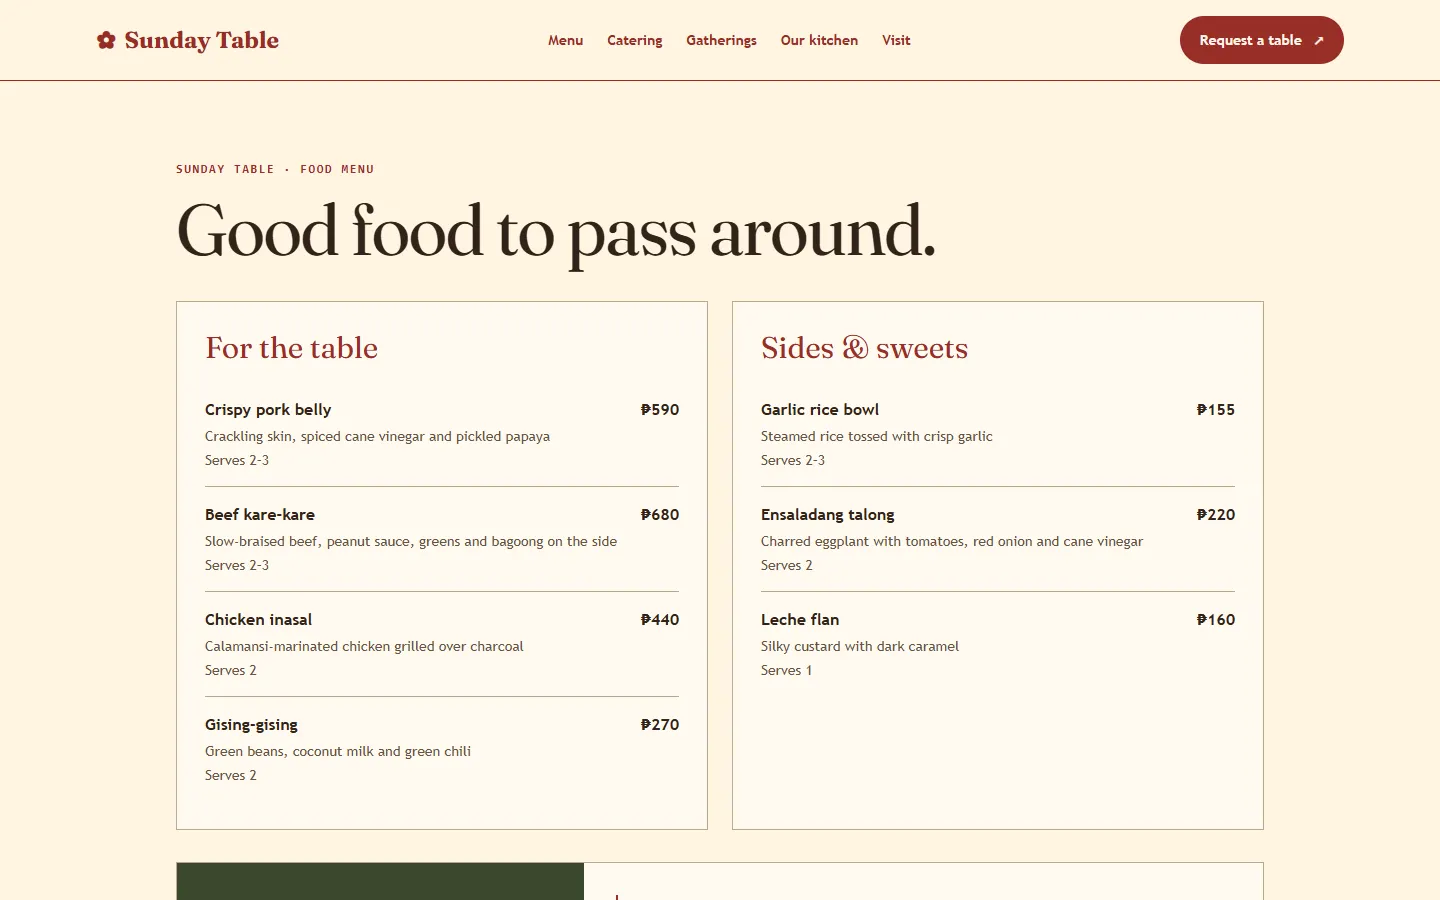 ✿ Sunday Table
Menu Catering Gatherings Our kitchen Visit
Request a table ↗
SUNDAY TABLE · FOOD MENU
Good food to pass around.
For the table
Crispy pork belly ₱590
Crackling skin, spiced cane vinegar and pickled papaya
Serves 2–3
Beef kare-kare ₱680
Slow-braised beef, peanut sauce, greens and bagoong on the side
Serves 2–3
Chicken inasal ₱440
Calamansi-marinated chicken grilled over charcoal
Serves 2
Gising-gising ₱270
Green beans, coconut milk and green chili
Serves 2
Sides & sweets
Garlic rice bowl ₱155
Steamed rice tossed with crisp garlic
Serves 2–3
Ensaladang talong ₱220
Charred eggplant with tomatoes, red onion and cane vinegar
Serves 2
Leche flan ₱160
Silky custard with dark caramel
Serves 1